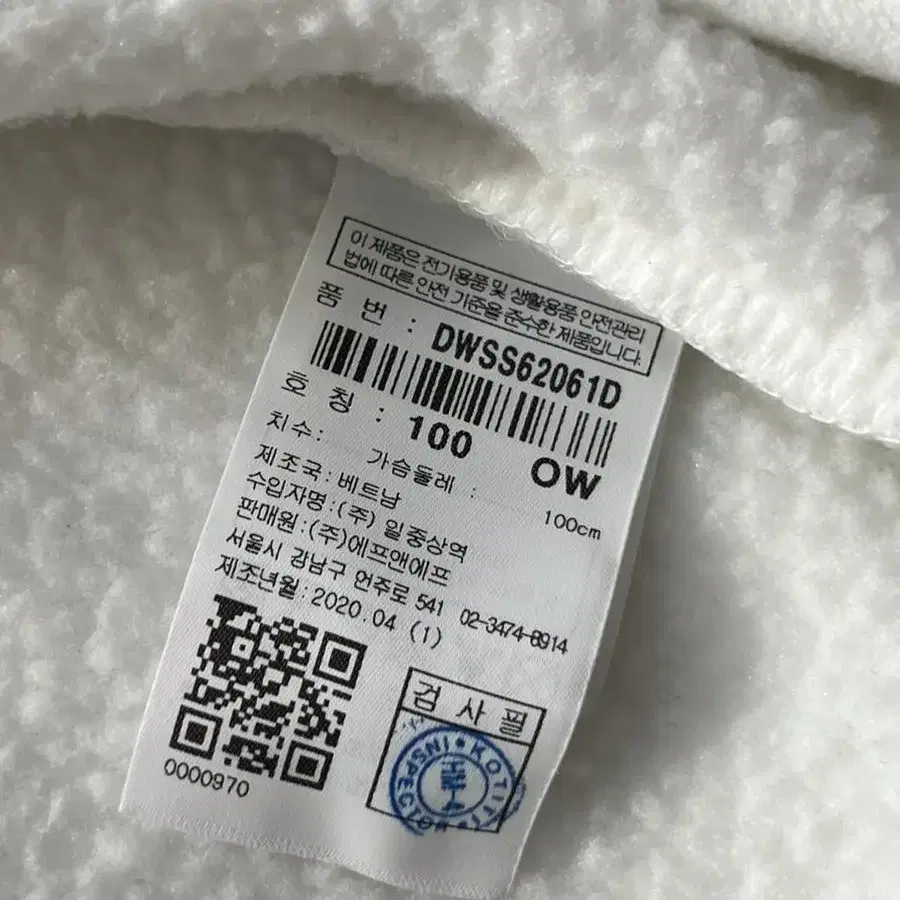 이 제품은 전기용품 및 생활용품 안전관리
법에 따른 안전 기준을 준수한 제품입니다.
품 번 : DWSS62061D
호 칭 : 100 OW
치수: 가슴둘레 : 100cm
제조국: 베트남
수입자명:(주) 일중상역
판매원:(주)에프앤에프
서울시 강남구 언주로 541 02-3474-6914
제조년월: 2020.04 (1)
0000970
검 사 필
KOTITI
INSPECTION